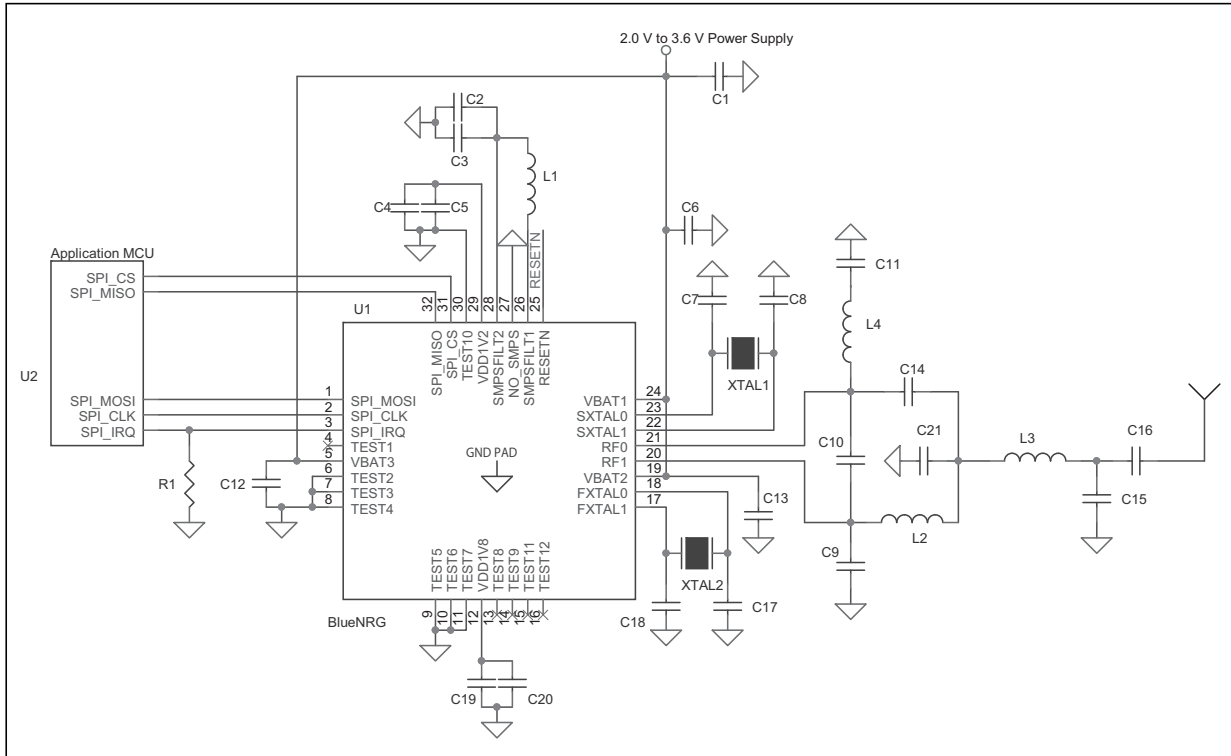 2.0 V to 3.6 V Power Supply
C1
C2
C3
L1
C4
C5
C6
RESETN
Application MCU
SPI_CS
SPI_MISO
U2
SPI_MOSI
SPI_CLK
SPI_IRQ
R1
C12
U1
32
31
30
29
28
27
26
25
SPI_MISO
SPI_CS
TEST10
VDD1V2
SMPSFILT2
NO_SMPS
SMPSFILT1
RESETN
1 SPI_MOSI
2 SPI_CLK
3 SPI_IRQ
4 TEST1
5 VBAT3
6 TEST2
7 TEST3
8 TEST4
GND PAD
VBAT1 24
SXTAL0 23
SXTAL1 22
RF0 21
RF1 20
VBAT2 19
FXTAL0 18
FXTAL1 17
TEST5
TEST6
TEST7
VDD1V8
TEST8
TEST9
TEST11
TEST12
9
10
11
12
13
14
15
16
BlueNRG
C19
C20
C7
C8
XTAL1
C11
L4
C14
C10
C21
L3
C16
C15
L2
C9
C13
XTAL2
C18
C17